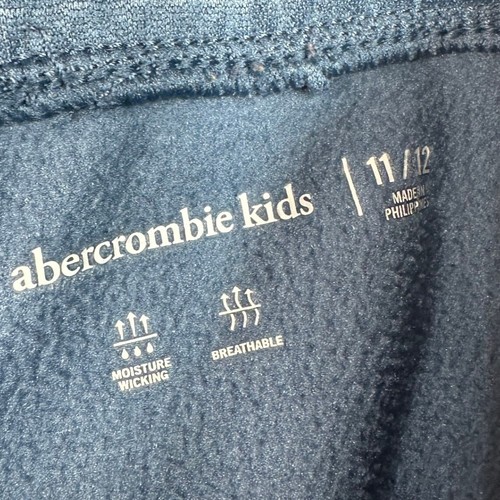 abercrombie kids
11/12
MADE IN
PHILIPPINES
MOISTURE
WICKING
BREATHABLE